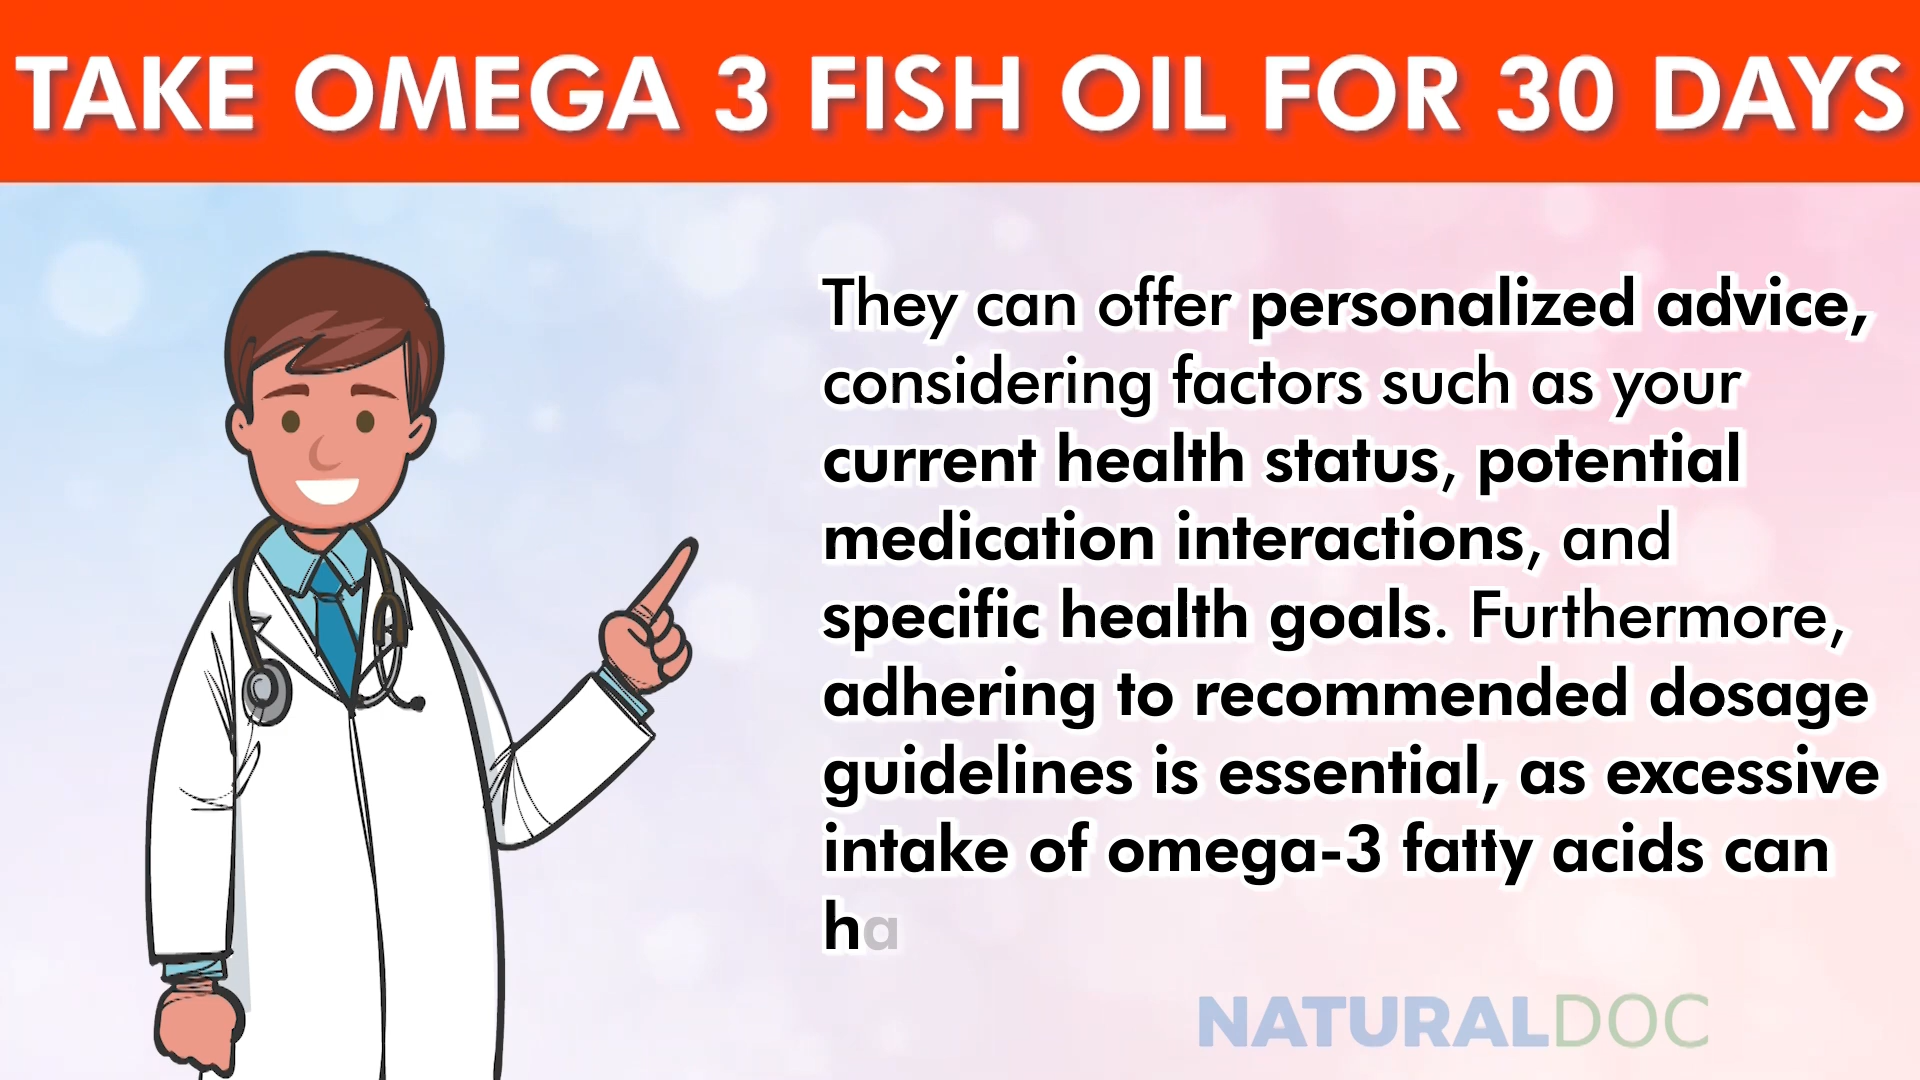 TAKE OMEGA 3 FISH OIL FOR 30 DAYS
They can offer personalized advice,
considering factors such as your
current health status, potential
medication interactions, and
specific health goals. Furthermore,
adhering to recommended dosage
guidelines is essential, as excessive
intake of omega-3 fatty acids can
ha
NATURALDOC